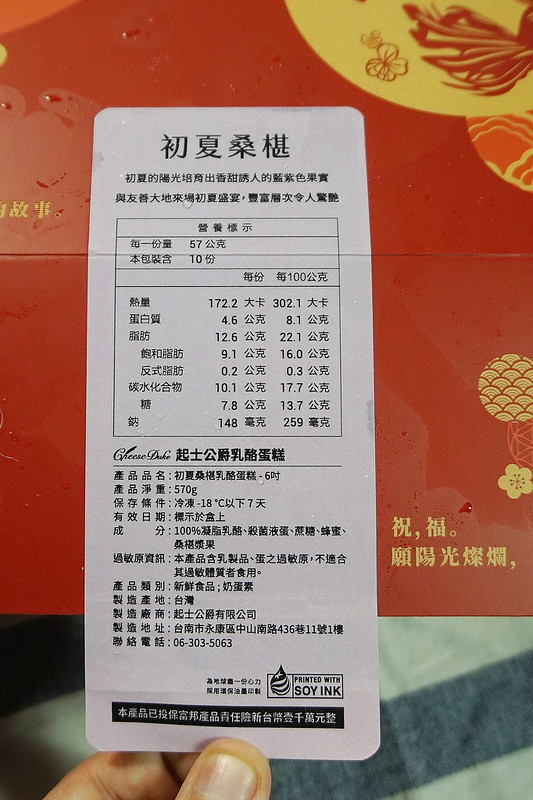 的故事。
初夏桑椹
初夏的陽光培育出香甜誘人的藍紫色果實
與友善大地來場初夏盛宴,豐富層次令人驚艷
營養標示
每一份量 57公克
本包裝含 10份
每份 每100公克
熱量 172.2 大卡 302.1 大卡
蛋白質 4.6 公克 8.1 公克
脂肪 12.6 公克 22.1 公克
飽和脂肪 9.1 公克 16.0 公克
反式脂肪 0.2 公克 0.3 公克
碳水化合物 10.1 公克 17.7 公克
糖 7.8 公克 13.7 公克
鈉 148 毫克 259 毫克
Cheese Duke 起士公爵乳酪蛋糕
產品品名:初夏桑椹乳酪蛋糕-6吋
產品淨重:570g
保存條件:冷凍-18℃以下7天
有效日期:標示於盒上
成分:100%凝脂乳酪、殺菌液蛋、蔗糖、蜂蜜、
桑椹漿果
過敏原資訊:本產品含乳製品、蛋之過敏原,不適合
其過敏體質者食用。
產品類別:新鮮食品;奶蛋素
製造產地:台灣
製造廠商:起士公爵有限公司
製造地址:台南市永康區中山南路436巷11號1樓
聯絡電話:06-303-5063
為地球盡一份心力
採用環保油墨印製
PRINTED WITH
SOY INK
本產品已投保富邦產品責任險新台幣壹千萬元整
祝,福。
願陽光燦爛,